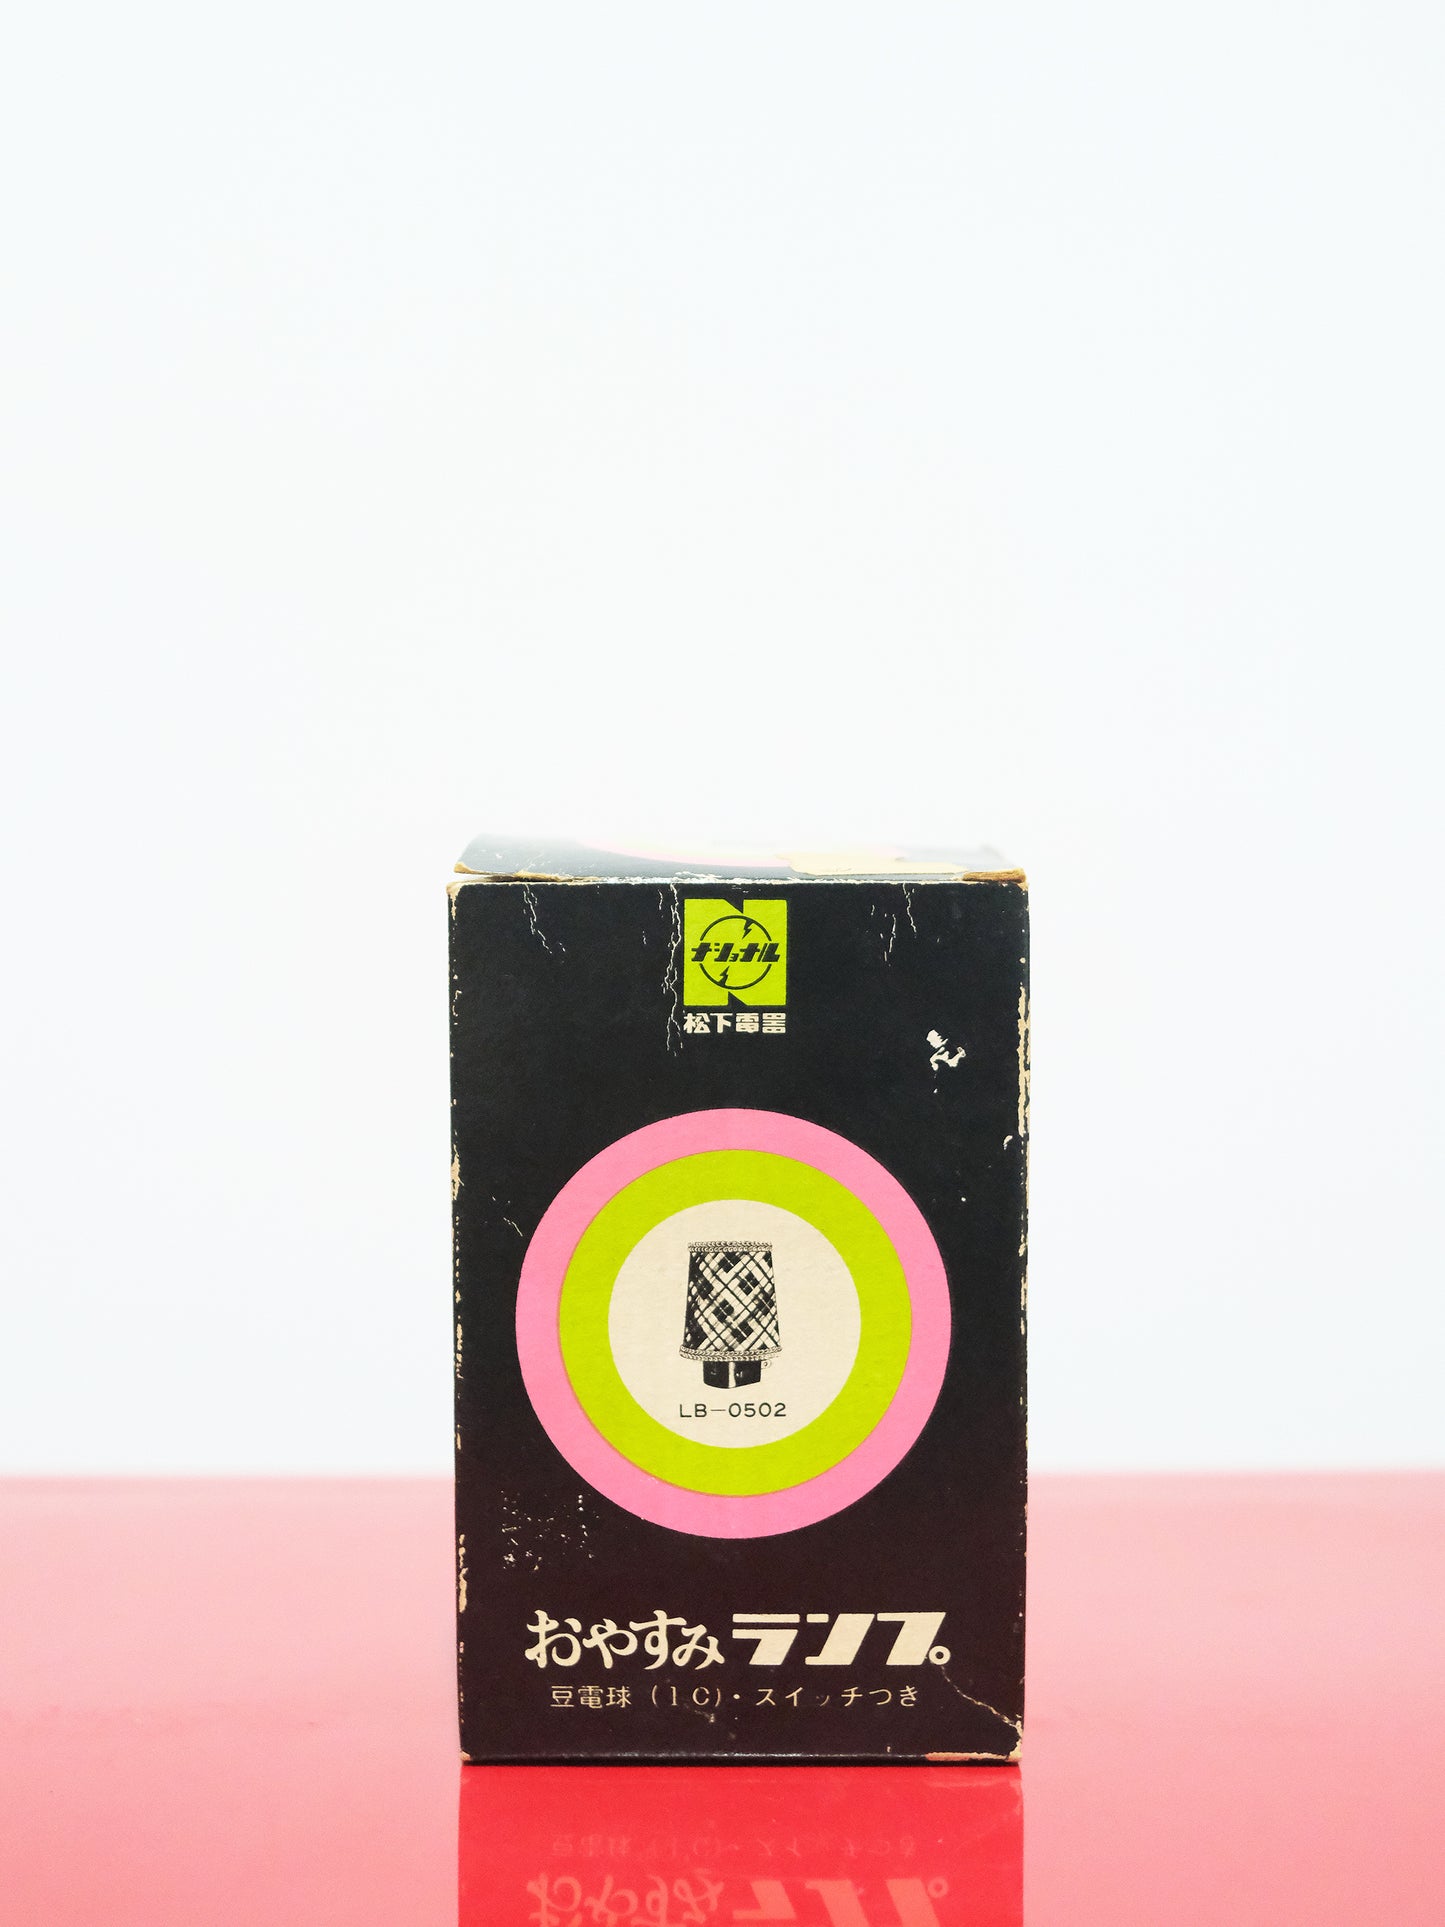 ナショナル
松下電器
LB-0502
おやすみランプ
豆電球(1C)・スイッチつき